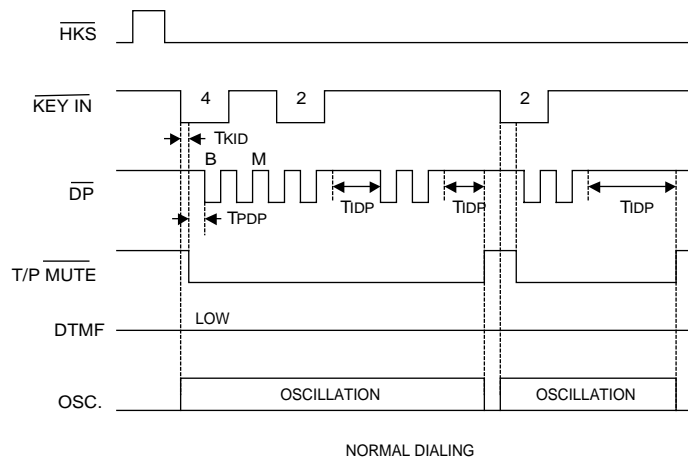 HKS
KEY IN
4
2
2
TKID
B
M
DP
TIDP
TIDP
TIDP
TPDP
T/P MUTE
LOW
DTMF
OSCILLATION
OSCILLATION
OSC.
NORMAL DIALING